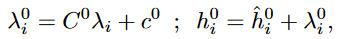 λ_i^0 = C^0 λ_i + c^0 ; h_i^0 = ĥ_i^0 + λ_i^0,